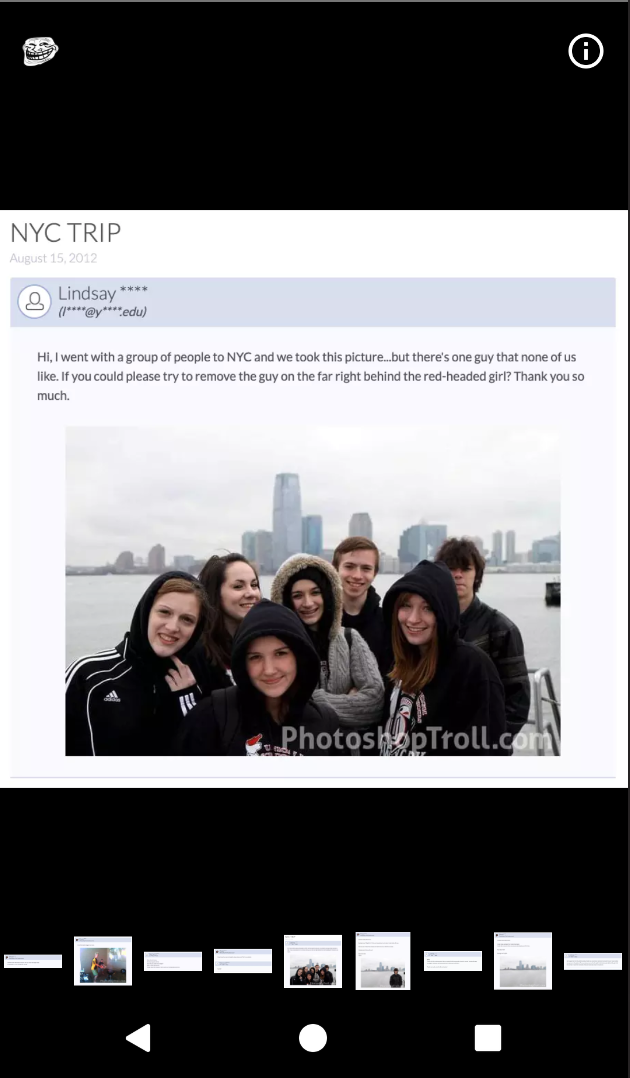 NYC TRIP
August 15, 2012
Lindsay ****
(l****@y****.edu)
Hi, I went with a group of people to NYC and we took this picture...but there's one guy that none of us
like. If you could please try to remove the guy on the far right behind the red-headed girl? Thank you so
much.
adidas
PhotoshopTroll.com